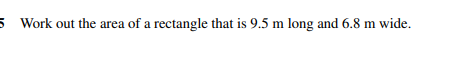 5 Work out the area of a rectangle that is 9.5 m long and 6.8 m wide.